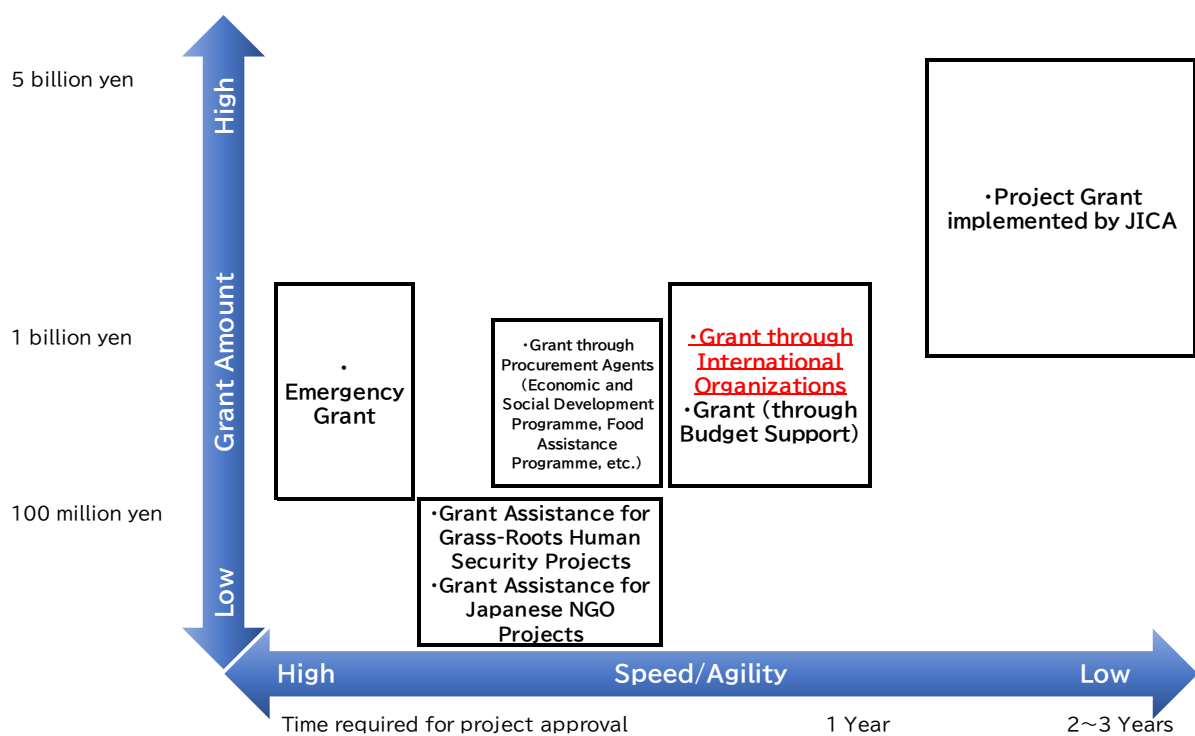 5 billion yen
1 billion yen
100 million yen
High
Grant Amount
Low
・
Emergency
Grant
・Grant through
Procurement Agents
(Economic and
Social Development
Programme, Food
Assistance
Programme, etc.)
・Grant through
International
Organizations
・Grant (through
Budget Support)
・Project Grant
implemented by JICA
・Grant Assistance for
Grass-Roots Human
Security Projects
・Grant Assistance for
Japanese NGO
Projects
High Speed/Agility Low
Time required for project approval 1 Year 2~3 Years